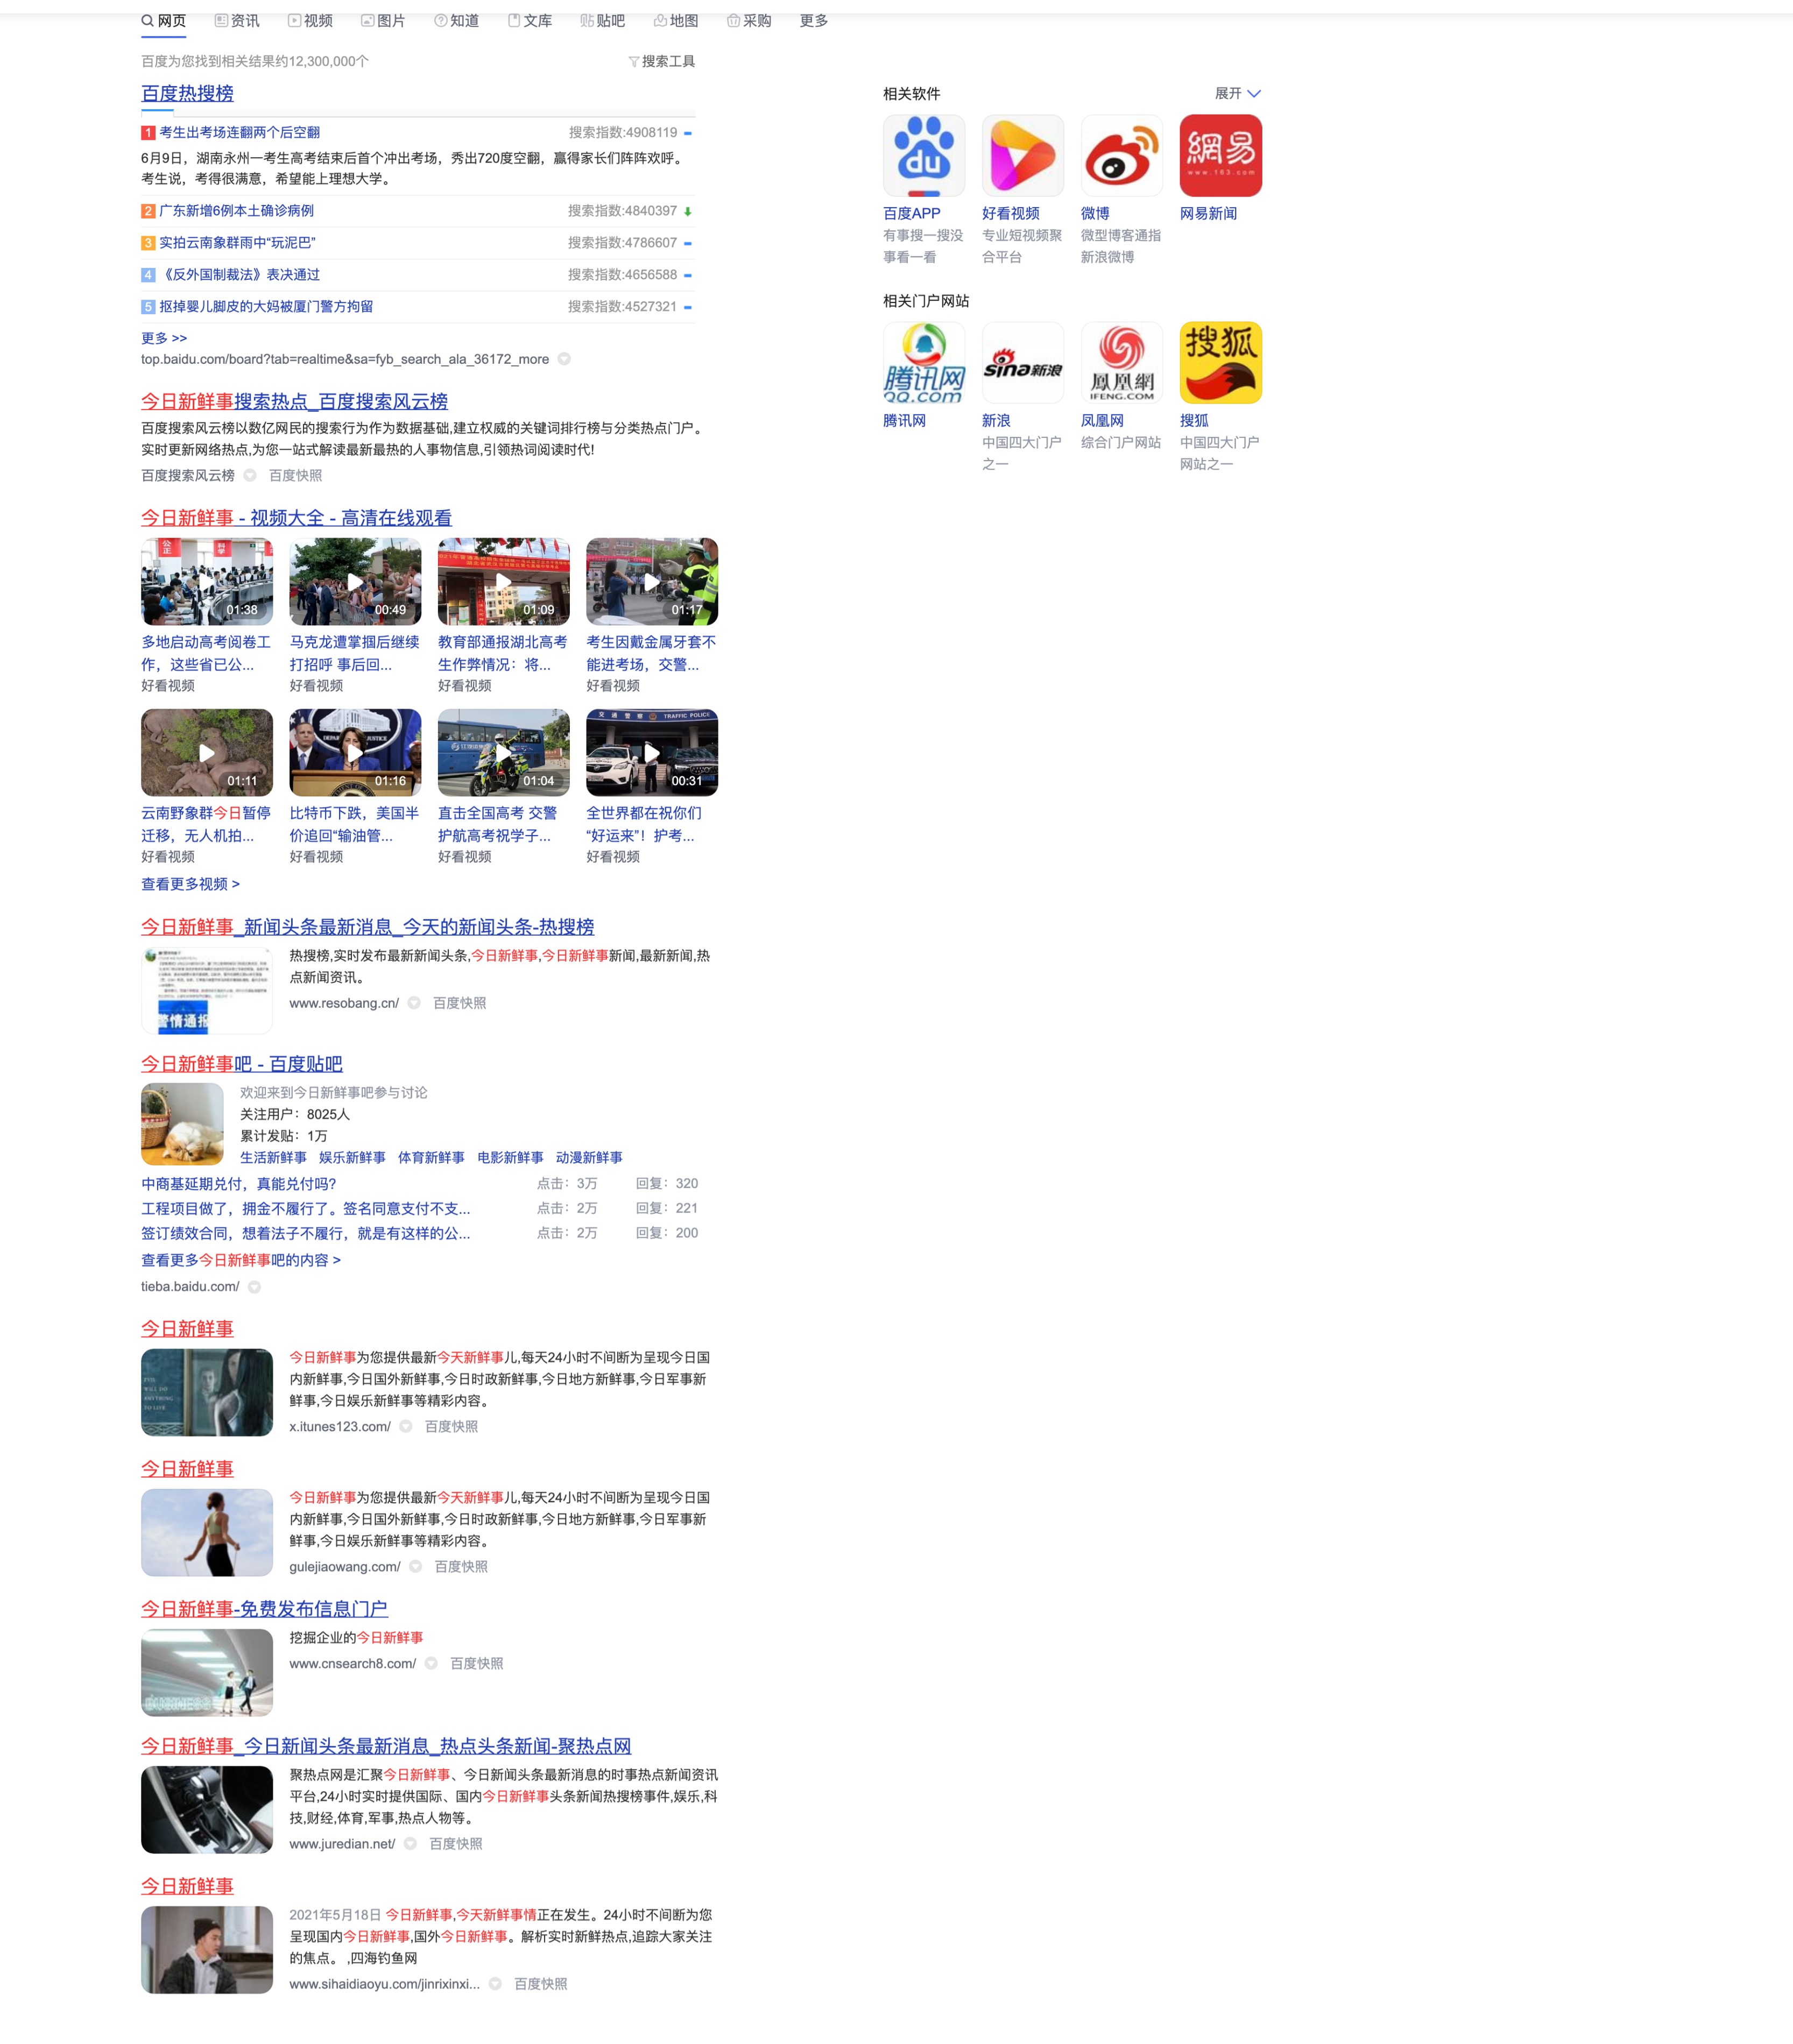 网页 资讯 视频 图片 知道 文库 贴吧 地图 采购 更多
百度为您找到相关结果约12,300,000个 搜索工具
百度热搜榜
1 考生出考场连翻两个后空翻 搜索指数:4908119
6月9日，湖南永州一考生高考结束后首个冲出考场，秀出720度空翻，赢得家长们阵阵欢呼。
考生说，考得很满意，希望能上理想大学。
2 广东新增6例本土确诊病例 搜索指数:4840397
3 实拍云南象群雨中“玩泥巴” 搜索指数:4786607
4 《反外国制裁法》表决通过 搜索指数:4656588
5 抠掉婴儿脚皮的大妈被厦门警方拘留 搜索指数:4527321
更多 >>
top.baidu.com/board?tab=realtime&sa=fyb_search_ala_36172_more
今日新鲜事搜索热点_百度搜索风云榜
百度搜索风云榜以数亿网民的搜索行为作为数据基础,建立权威的关键词排行榜与分类热点门户。
实时更新网络热点,为您一站式解读最新最热的人事物信息,引领热词阅读时代!
百度搜索风云榜 百度快照
今日新鲜事 - 视频大全 - 高清在线观看
公正 科学
01:38 00:49 01:09 01:17
多地启动高考阅卷工 马克龙遭掌掴后继续 教育部通报湖北高考 考生因戴金属牙套不
作，这些省已公... 打招呼 事后回... 生作弊情况：将... 能进考场，交警...
好看视频 好看视频 好看视频 好看视频
交通警察 TRAFFIC POLICE
01:11 01:16 01:04 00:31
云南野象群今日暂停 比特币下跌，美国半 直击全国高考 交警 全世界都在祝你们
迁移，无人机拍... 价追回“输油管... 护航高考祝学子... “好运来”！护考...
好看视频 好看视频 好看视频 好看视频
查看更多视频 >
今日新鲜事_新闻头条最新消息_今天的新闻头条-热搜榜
热搜榜,实时发布最新新闻头条,今日新鲜事,今日新鲜事新闻,最新新闻,热
点新闻资讯。
www.resobang.cn/ 百度快照
警情通报
今日新鲜事吧 - 百度贴吧
欢迎来到今日新鲜事吧参与讨论
关注用户：8025人
累计发贴：1万
生活新鲜事 娱乐新鲜事 体育新鲜事 电影新鲜事 动漫新鲜事
中商基延期兑付，真能兑付吗? 点击：3万 回复：320
工程项目做了，拥金不履行了。签名同意支付不支... 点击：2万 回复：221
签订绩效合同，想着法子不履行，就是有这样的公... 点击：2万 回复：200
查看更多今日新鲜事吧的内容 >
tieba.baidu.com/
今日新鲜事
今日新鲜事为您提供最新今天新鲜事儿,每天24小时不间断为呈现今日国
内新鲜事,今日国外新鲜事,今日时政新鲜事,今日地方新鲜事,今日军事新
鲜事,今日娱乐新鲜事等精彩内容。
x.itunes123.com/ 百度快照
今日新鲜事
今日新鲜事为您提供最新今天新鲜事儿,每天24小时不间断为呈现今日国
内新鲜事,今日国外新鲜事,今日时政新鲜事,今日地方新鲜事,今日军事新
鲜事,今日娱乐新鲜事等精彩内容。
gulejiaowang.com/ 百度快照
今日新鲜事-免费发布信息门户
挖掘企业的今日新鲜事
www.cnsearch8.com/ 百度快照
今日新鲜事_今日新闻头条最新消息_热点头条新闻-聚热点网
聚热点网是汇聚今日新鲜事、今日新闻头条最新消息的时事热点新闻资讯
平台,24小时实时提供国际、国内今日新鲜事头条新闻热搜榜事件,娱乐,科
技,财经,体育,军事,热点人物等。
www.juredian.net/ 百度快照
今日新鲜事
2021年5月18日 今日新鲜事,今天新鲜事情正在发生。24小时不间断为您
呈现国内今日新鲜事,国外今日新鲜事。解析实时新鲜热点,追踪大家关注
的焦点。 ,四海钓鱼网
www.sihaidiaoyu.com/jinrixinxi... 百度快照
相关软件 展开
du 網易
www.163.com
百度APP 好看视频 微博 网易新闻
有事搜一搜没 专业短视频聚 微型博客通指
事看一看 合平台 新浪微博
相关门户网站
腾讯网 sina新浪 鳳凰網 搜狐
QQ.COM IFENG.COM
腾讯网 新浪 凤凰网 搜狐
中国四大门户 综合门户网站 中国四大门户
之一 网站之一